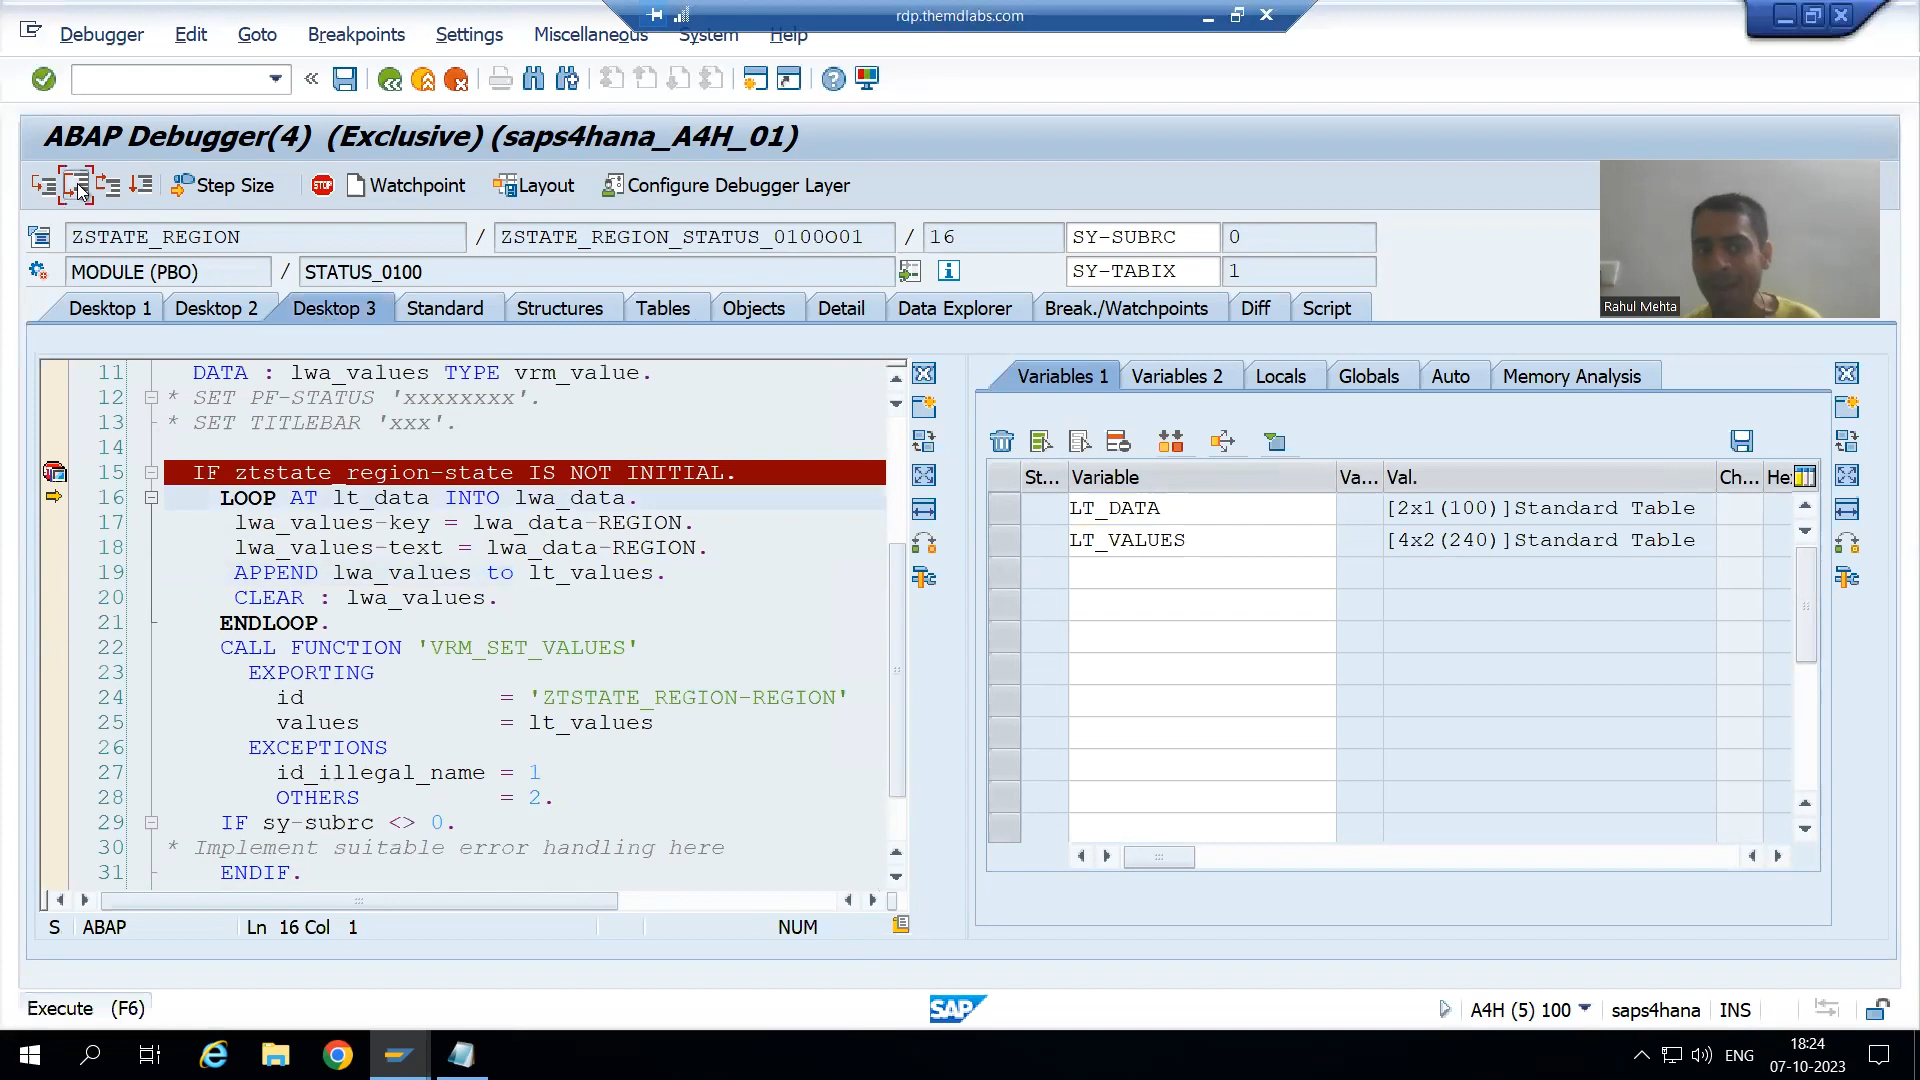 rdp.themdlabs.com
Debugger Edit Goto Breakpoints Settings Miscellaneous System Help
ABAP Debugger(4) (Exclusive) (saps4hana_A4H_01)
Step Size STOP Watchpoint Layout Configure Debugger Layer
ZSTATE_REGION / ZSTATE_REGION_STATUS_0100O01 / 16 SY-SUBRC 0
MODULE (PBO) / STATUS_0100 SY-TABIX 1
Rahul Mehta
Desktop 1 Desktop 2 Desktop 3 Standard Structures Tables Objects Detail Data Explorer Break./Watchpoints Diff Script
11 DATA : lwa_values TYPE vrm_value.
12 * SET PF-STATUS 'xxxxxxxx'.
13 * SET TITLEBAR 'xxx'.
14
15 IF ztstate_region-state IS NOT INITIAL.
16 LOOP AT lt_data INTO lwa_data.
17 lwa_values-key = lwa_data-REGION.
18 lwa_values-text = lwa_data-REGION.
19 APPEND lwa_values to lt_values.
20 CLEAR : lwa_values.
21 ENDLOOP.
22 CALL FUNCTION 'VRM_SET_VALUES'
23 EXPORTING
24 id = 'ZTSTATE_REGION-REGION'
25 values = lt_values
26 EXCEPTIONS
27 id_illegal_name = 1
28 OTHERS = 2.
29 IF sy-subrc <> 0.
30 * Implement suitable error handling here
31 ENDIF.
S ABAP Ln 16 Col 1 NUM
Variables 1 Variables 2 Locals Globals Auto Memory Analysis
St... Variable Va... Val. Ch... He
LT_DATA [2x1(100)]Standard Table
LT_VALUES [4x2(240)]Standard Table
Execute (F6) SAP A4H (5) 100 saps4hana INS
ENG 18:24
07-10-2023